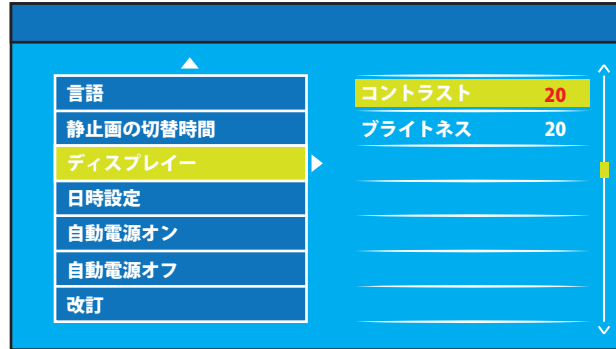 言語
静止画の切替時間
ディスプレイー
日時設定
自動電源オン
自動電源オフ
改訂
コントラスト 20
ブライトネス 20